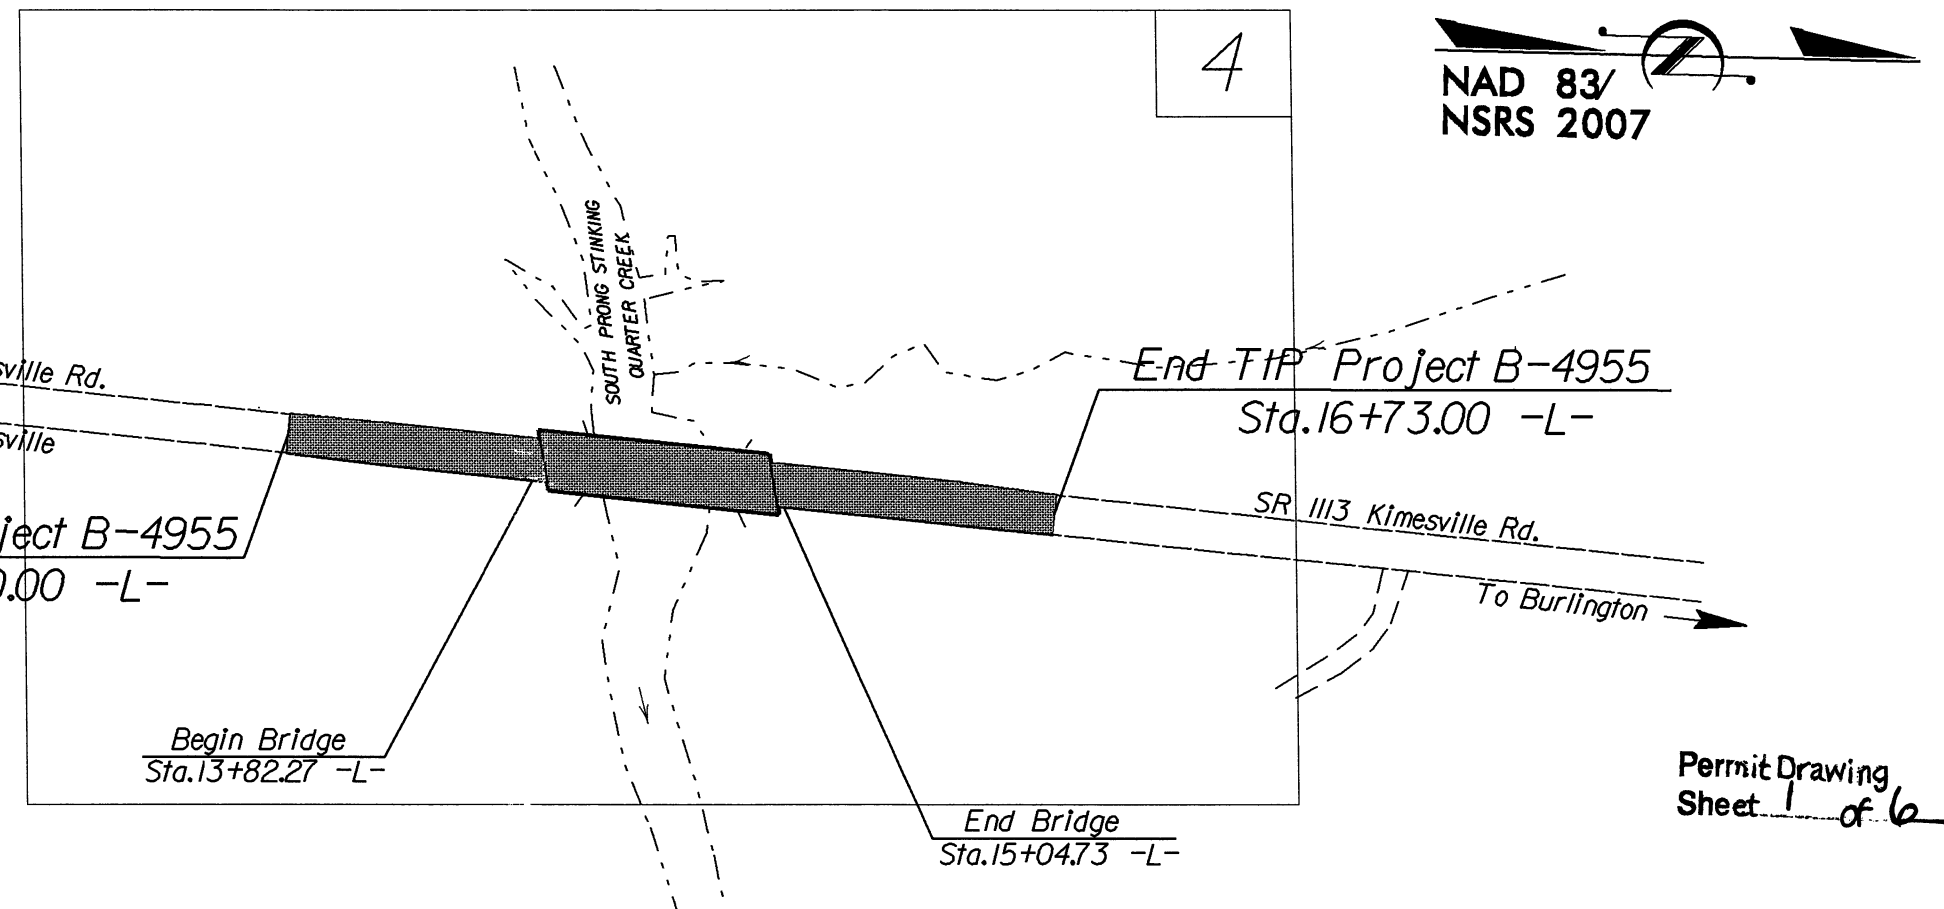 4
NAD 83/
NSRS 2007
SOUTH PRONG STINKING
QUARTER CREEK
sville Rd.
sville
End TIP Project B-4955
Sta.16+73.00 -L-
SR 1113 Kimesville Rd.
To Burlington
ject B-4955
0.00 -L-
Begin Bridge
Sta.13+82.27 -L-
End Bridge
Sta.15+04.73 -L-
Permit Drawing
Sheet 1 of 6